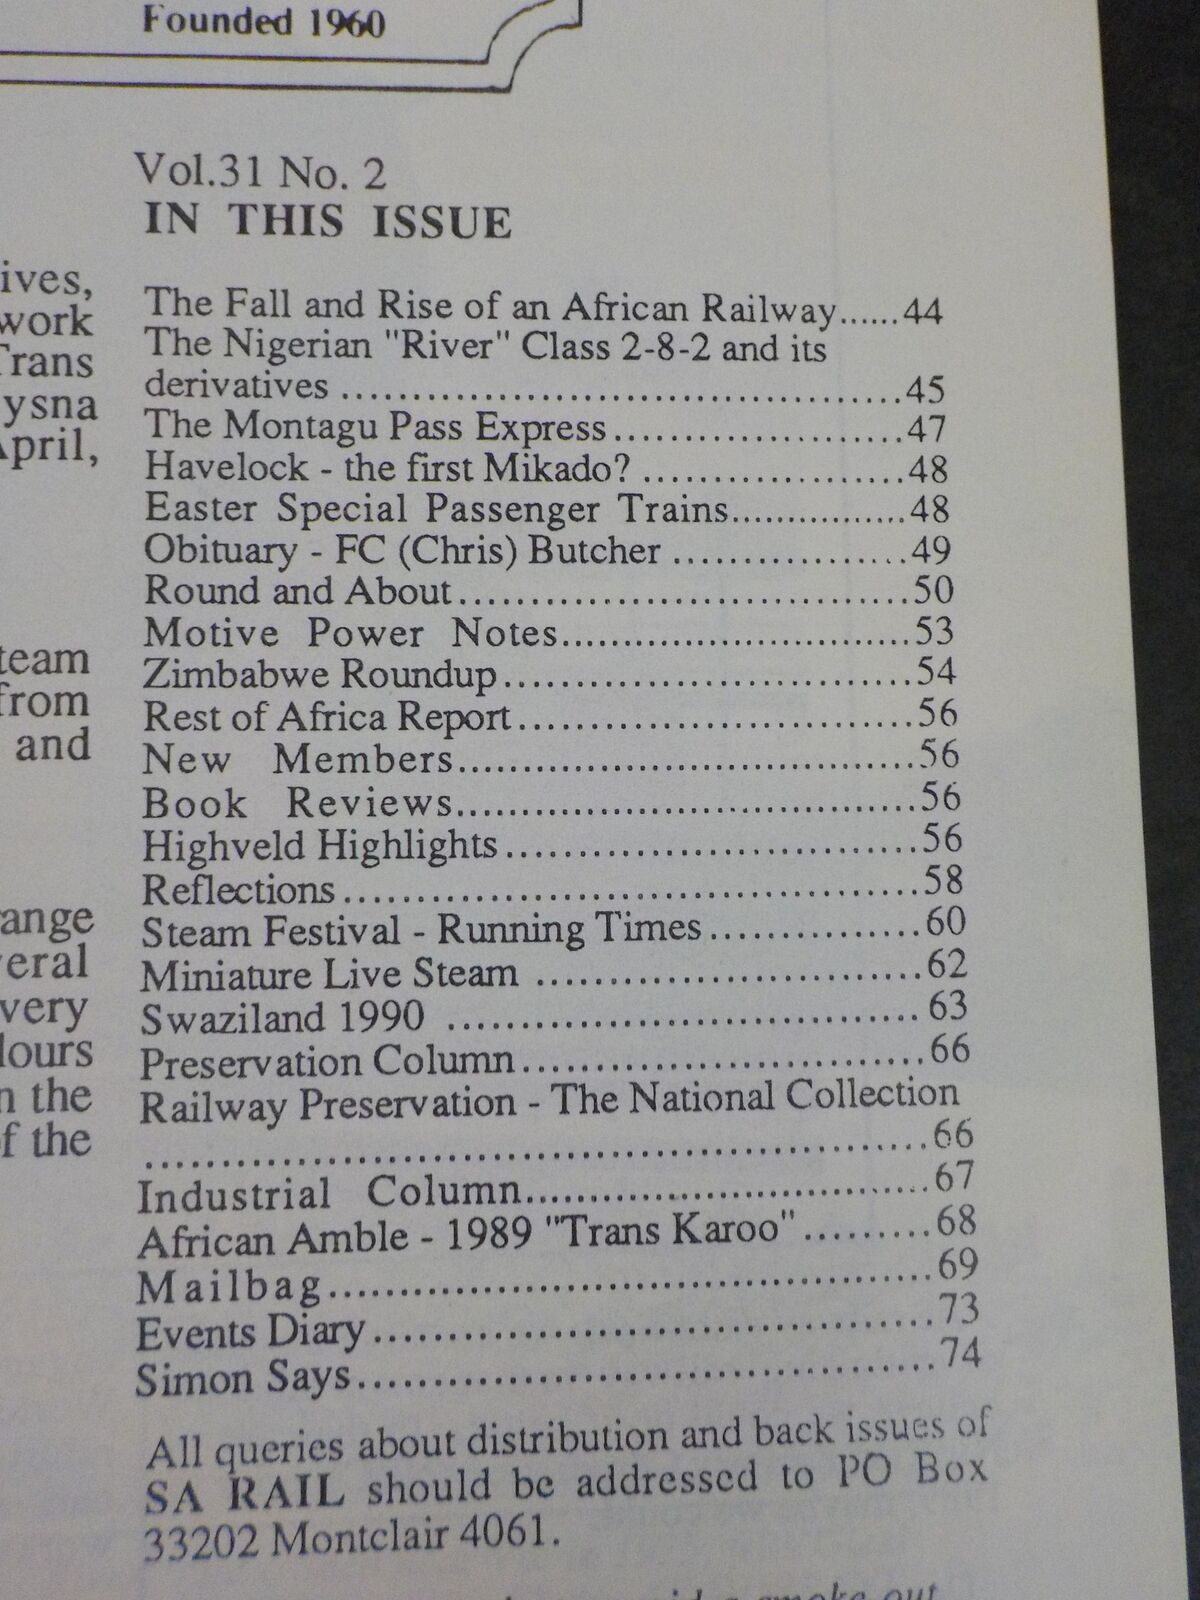 Founded 1960
Vol.31 No. 2
IN THIS ISSUE
The Fall and Rise of an African Railway......44
The Nigerian "River" Class 2-8-2 and its
derivatives ......................................45
The Montagu Pass Express....................47
Havelock - the first Mikado? ..................48
Easter Special Passenger Trains................48
Obituary - FC (Chris) Butcher ................49
Round and About...............................50
Motive Power Notes...........................53
Zimbabwe Roundup............................54
Rest of Africa Report...........................56
New Members..................................56
Book Reviews..................................56
Highveld Highlights............................56
Reflections.......................................58
Steam Festival - Running Times...............60
Miniature Live Steam ..........................62
Swaziland 1990 ................................63
Preservation Column...........................66
Railway Preservation - The National Collection
.....................................................66
Industrial Column..............................67
African Amble - 1989 "Trans Karoo".........68
Mailbag..........................................69
Events Diary......................................73
Simon Says.......................................74
All queries about distribution and back issues of
SA RAIL should be addressed to PO Box
33202 Montclair 4061.
ives,
work
Trans
ysna
April,
team
from
and
ange
eral
very
lours
n the
of the
smoke out